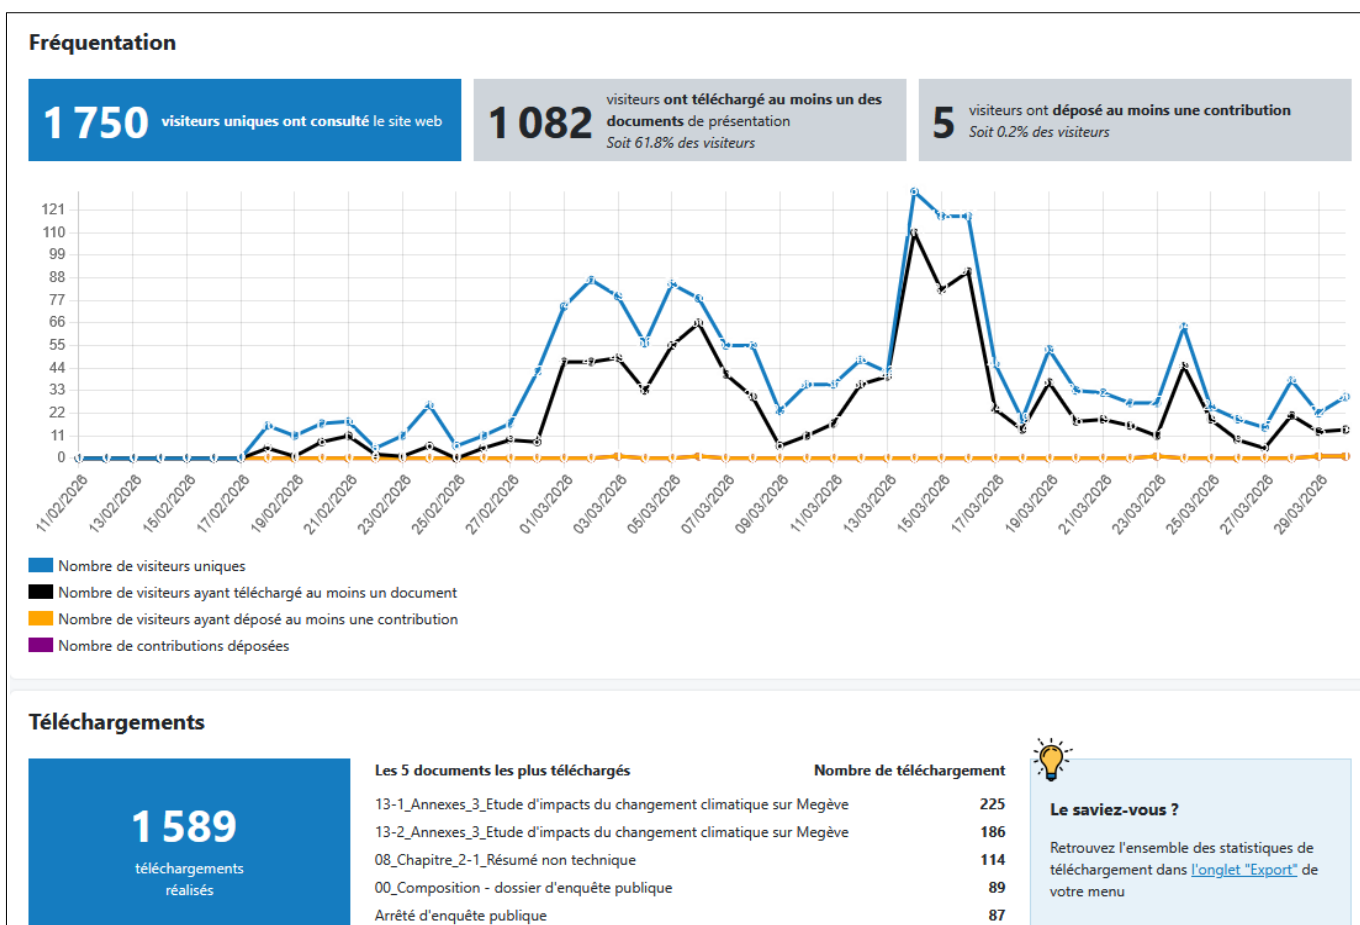 Fréquentation
1 750 visiteurs uniques ont consulté le site web
1 082 visiteurs ont téléchargé au moins un des
documents de présentation
Soit 61.8% des visiteurs
5 visiteurs ont déposé au moins une contribution
Soit 0.2% des visiteurs
121
110
99
88
77
66
55
44
33
22
11
0
11/02/2026
13/02/2026
15/02/2026
17/02/2026
19/02/2026
21/02/2026
23/02/2026
25/02/2026
27/02/2026
01/03/2026
03/03/2026
05/03/2026
07/03/2026
09/03/2026
11/03/2026
13/03/2026
15/03/2026
17/03/2026
19/03/2026
21/03/2026
23/03/2026
25/03/2026
27/03/2026
29/03/2026
Nombre de visiteurs uniques
Nombre de visiteurs ayant téléchargé au moins un document
Nombre de visiteurs ayant déposé au moins une contribution
Nombre de contributions déposées
Téléchargements
1 589
téléchargements
réalisés
Les 5 documents les plus téléchargés Nombre de téléchargement
13-1_Annexes_3_Etude d'impacts du changement climatique sur Megève 225
13-2_Annexes_3_Etude d'impacts du changement climatique sur Megève 186
08_Chapitre_2-1_Résumé non technique 114
00_Composition - dossier d'enquête publique 89
Arrêté d'enquête publique 87
Le saviez-vous ?
Retrouvez l'ensemble des statistiques de
téléchargement dans l'onglet "Export" de
votre menu